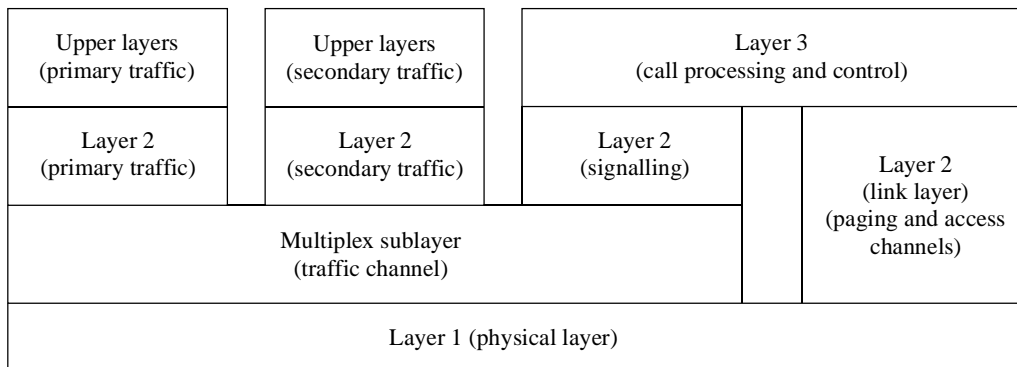 Upper layers
(primary traffic)
Upper layers
(secondary traffic)
Layer 3
(call processing and control)
Layer 2
(primary traffic)
Layer 2
(secondary traffic)
Layer 2
(signalling)
Layer 2
(link layer)
(paging and access
channels)
Multiplex sublayer
(traffic channel)
Layer 1 (physical layer)